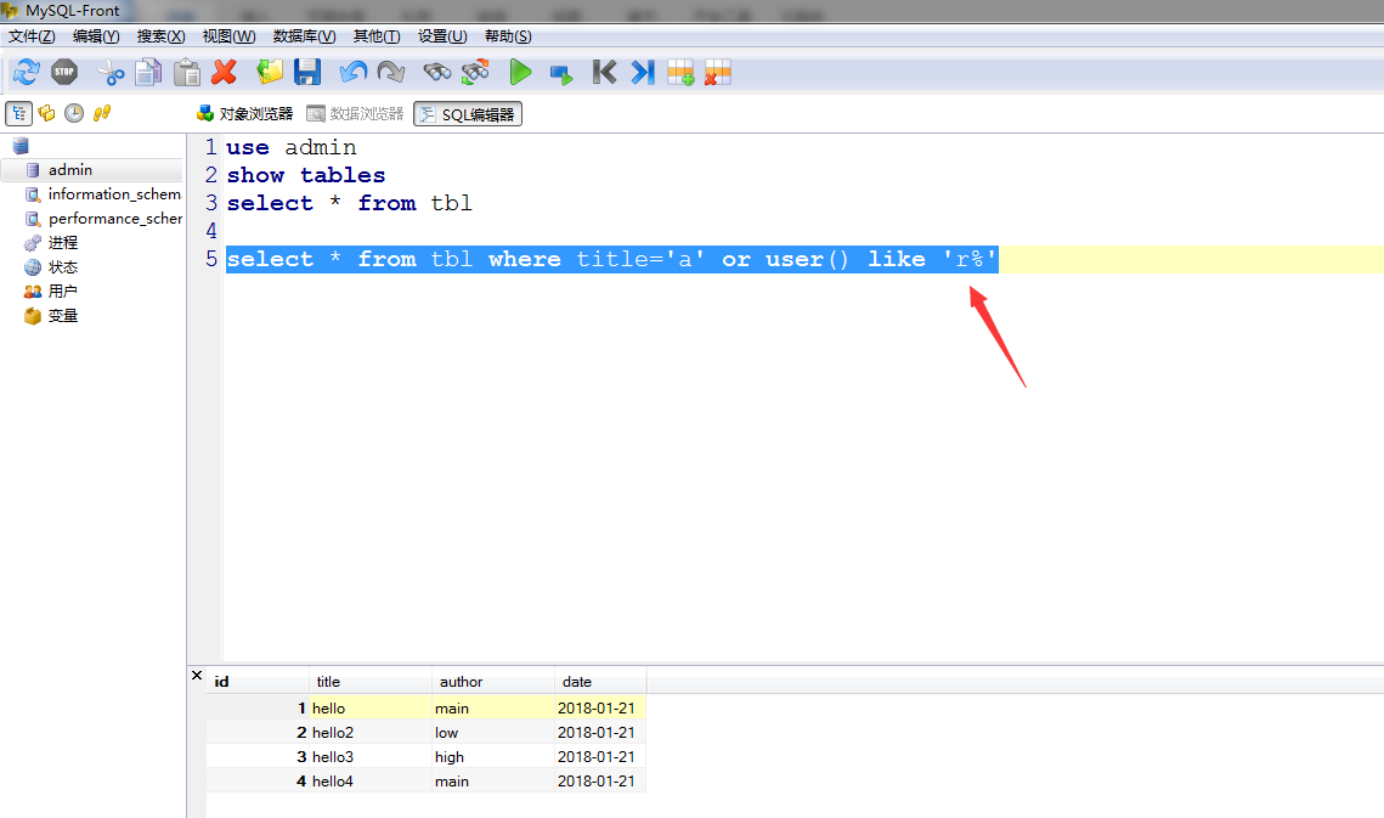 MySQL-Front
文件(Z) 编辑(Y) 搜索(X) 视图(W) 数据库(V) 其他(T) 设置(U) 帮助(S)
STOP
对象浏览器 数据浏览器 SQL编辑器
admin
information_schem
performance_scher
进程
状态
用户
变量
1 use admin
2 show tables
3 select * from tbl
4
5 select * from tbl where title='a' or user() like 'r%'
id title author date
1 hello main 2018-01-21
2 hello2 low 2018-01-21
3 hello3 high 2018-01-21
4 hello4 main 2018-01-21